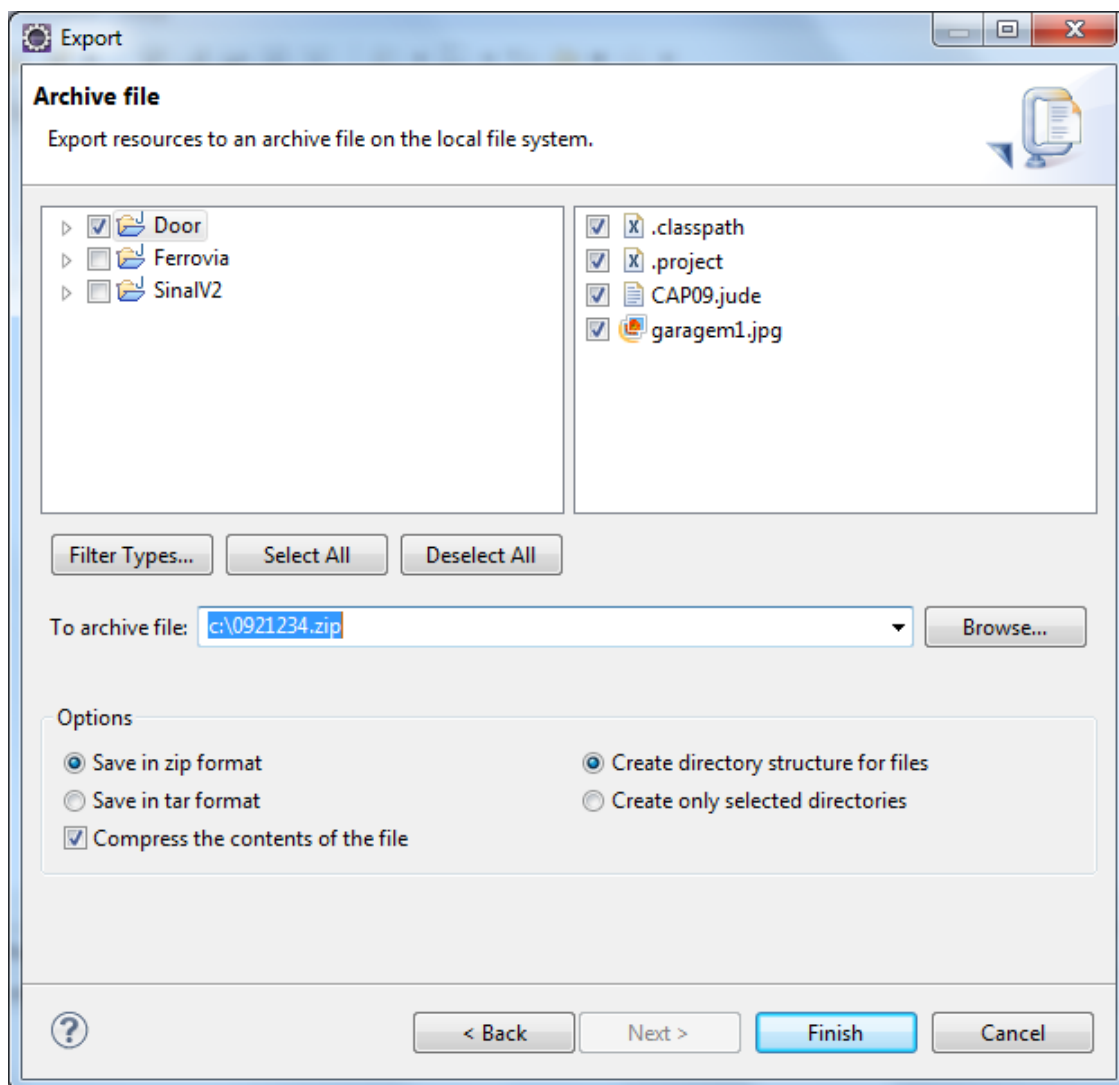 Export
Archive file
Export resources to an archive file on the local file system.
Door
Ferrovia
SinalV2
.classpath
.project
CAP09.jude
garagem1.jpg
Filter Types...
Select All
Deselect All
To archive file: c:\0921234.zip
Browse...
Options
Save in zip format
Save in tar format
Compress the contents of the file
Create directory structure for files
Create only selected directories
?
< Back
Next >
Finish
Cancel